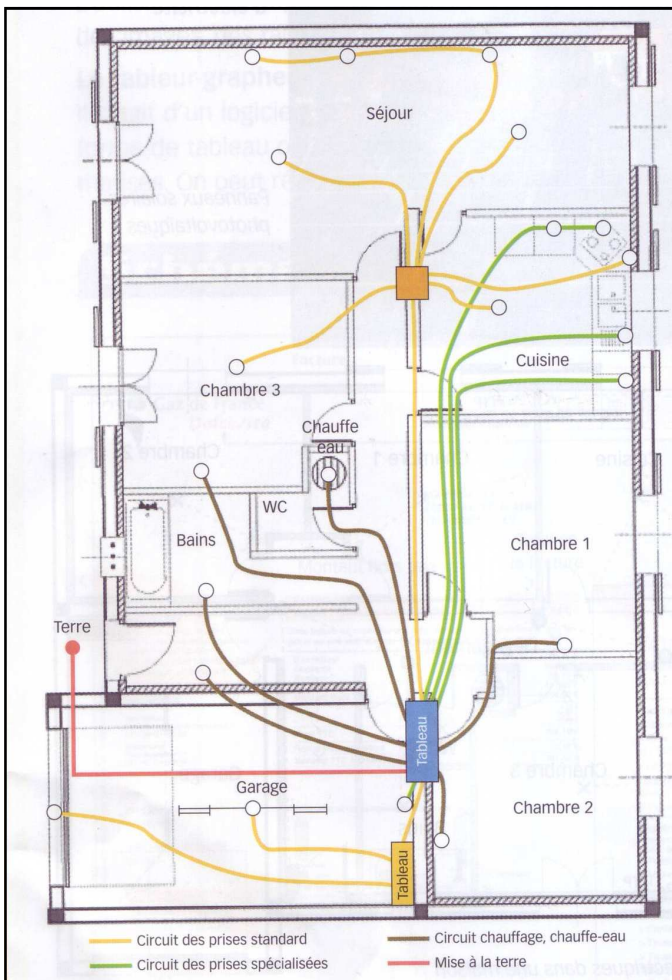 Séjour
Cuisine
Chambre 3
Chauffe
eau
WC
Bains
Chambre 1
Terre
Tableau
Garage
Chambre 2
Tableau
Circuit des prises standard
Circuit chauffage, chauffe-eau
Circuit des prises spécialisées
Mise à la terre